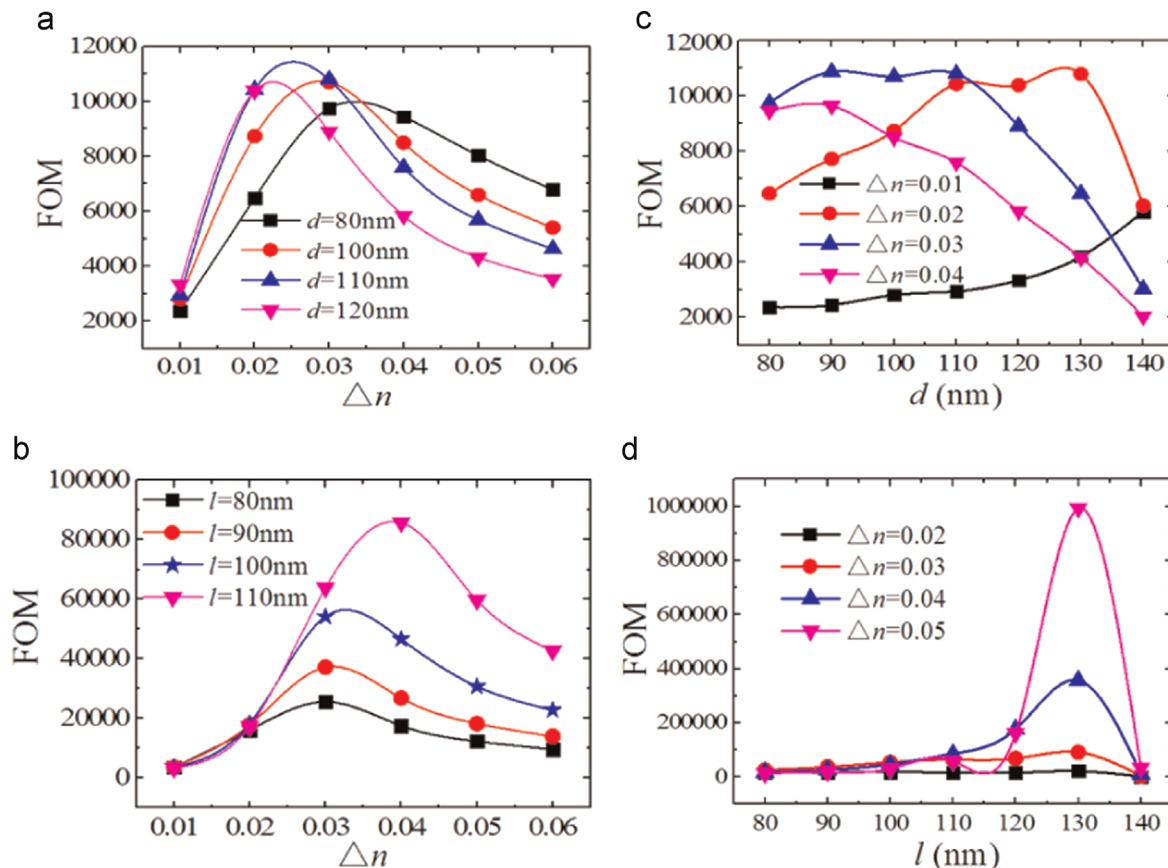 a
12000
10000
8000
6000
4000
2000
FOM
d=80nm
d=100nm
d=110nm
d=120nm
0.01 0.02 0.03 0.04 0.05 0.06
△n
c
12000
10000
8000
6000
4000
2000
FOM
△n=0.01
△n=0.02
△n=0.03
△n=0.04
80 90 100 110 120 130 140
d (nm)
b
100000
80000
60000
40000
20000
0
FOM
l=80nm
l=90nm
l=100nm
l=110nm
0.01 0.02 0.03 0.04 0.05 0.06
△n
d
1000000
800000
600000
400000
200000
0
FOM
△n=0.02
△n=0.03
△n=0.04
△n=0.05
80 90 100 110 120 130 140
l (nm)